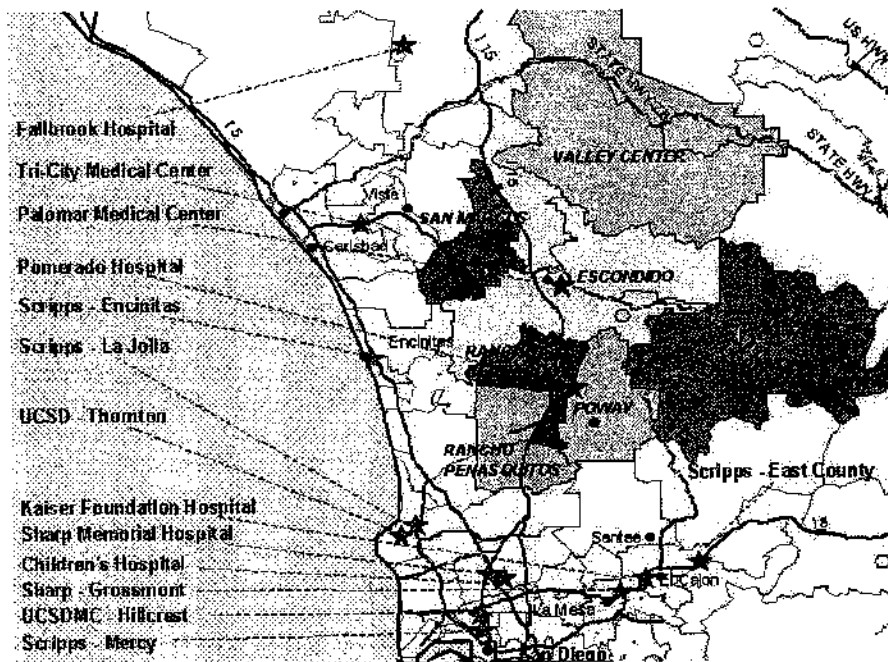 I 15
US HWY
STATE HWY
I 5
Fallbrook Hospital
VALLEY CENTER
STATE HWY
Tri-City Medical Center
Vista
Palomar Medical Center
SAN MARCOS
Carlsbad
Pomerado Hospital
ESCONDIDO
Scripps - Encinitas
Encinitas
Scripps - La Jolla
POWAY
UCSD - Thornton
RANCHO
PENASQUITOS
Scripps - East County
Kaiser Foundation Hospital
Sharp Memorial Hospital
Santee
I 8
Children's Hospital
El Cajon
Sharp - Grossmont
La Mesa
UCSDMC - Hillcrest
Scripps - Mercy
San Diego